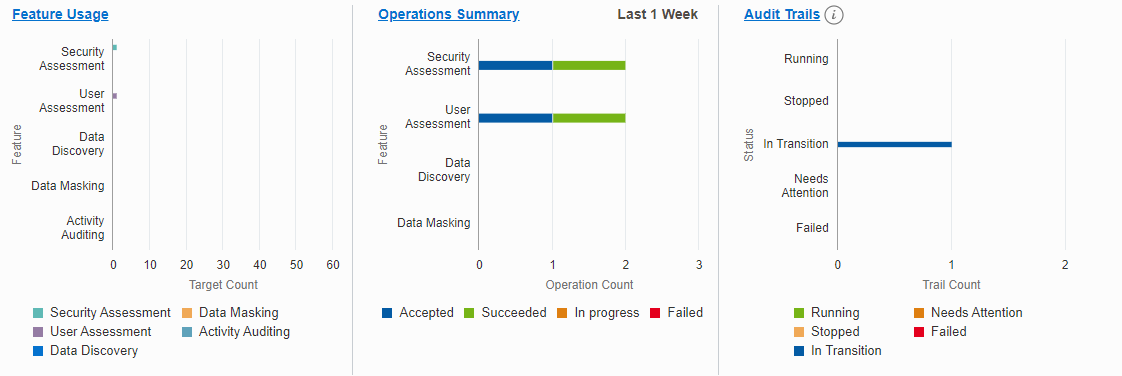 Feature Usage
Feature
Security
Assessment
User
Assessment
Data
Discovery
Data Masking
Activity
Auditing
0 10 20 30 40 50 60
Target Count
Security Assessment Data Masking
User Assessment Activity Auditing
Data Discovery
Operations Summary Last 1 Week
Feature
Security
Assessment
User
Assessment
Data
Discovery
Data Masking
0 1 2 3
Operation Count
Accepted Succeeded In progress Failed
Audit Trails i
Status
Running
Stopped
In Transition
Needs
Attention
Failed
0 1 2
Trail Count
Running Needs Attention
Stopped Failed
In Transition